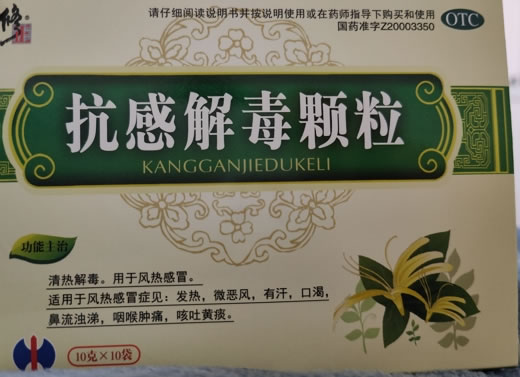 修
请仔细阅读说明书并按说明使用或在药师指导下购买和使用
国药准字Z20003350
OTC
抗感解毒颗粒
KANGGANJIEDUKELI
功能主治
清热解毒。用于风热感冒。
适用于风热感冒症见：发热，微恶风，有汗，口渴，
鼻流浊涕，咽喉肿痛，咳吐黄痰。
10克×10袋